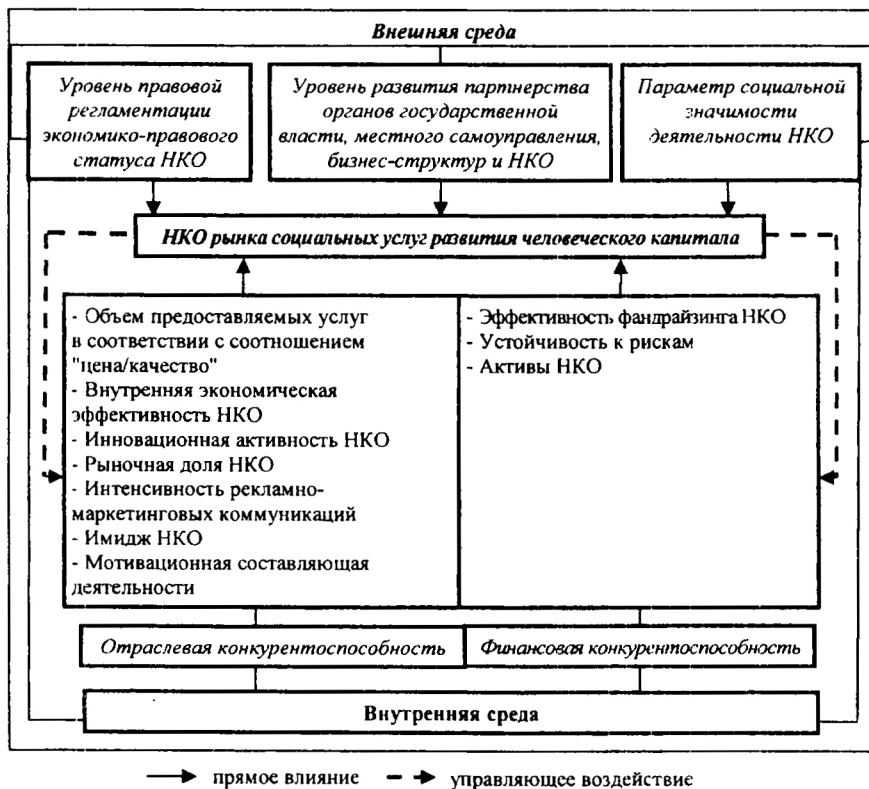 Внешняя среда
Уровень правовой
регламентации
экономико-правового
статуса НКО
Уровень развития партнерства
органов государственной
власти, местного самоуправления,
бизнес-структур и НКО
Параметр социальной
значимости
деятельности НКО
НКО рынка социальных услуг развития человеческого капитала
- Объем предоставляемых услуг
в соответствии с соотношением
"цена/качество"
- Внутренняя экономическая
эффективность НКО
- Инновационная активность НКО
- Рыночная доля НКО
- Интенсивность рекламно-
маркетинговых коммуникаций
- Имидж НКО
- Мотивационная составляющая
деятельности
- Эффективность фандрайзинга НКО
- Устойчивость к рискам
- Активы НКО
Отраслевая конкурентоспособность
Финансовая конкурентоспособность
Внутренняя среда
прямое влияние
управляющее воздействие